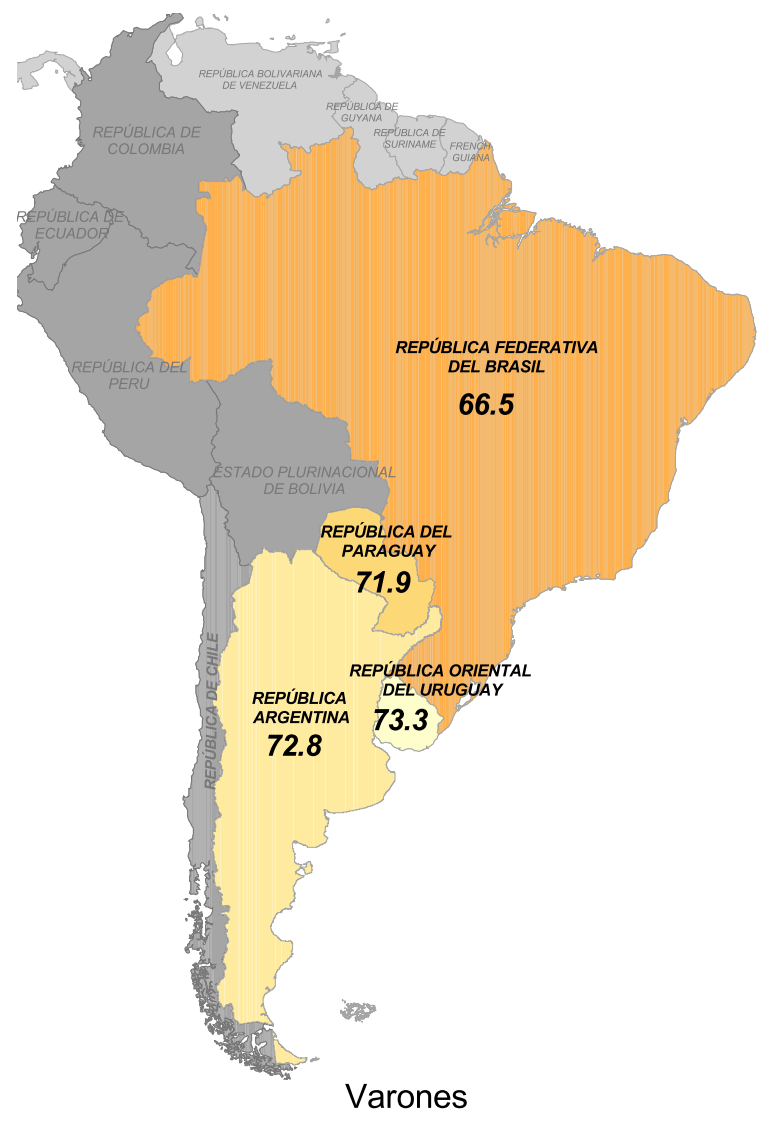 REPÚBLICA BOLIVARIANA
DE VENEZUELA
REPÚBLICA DE
GUYANA
REPÚBLICA DE
SURINAME
FRENCH
GUIANA
REPÚBLICA DE
COLOMBIA
REPÚBLICA DE
ECUADOR
REPÚBLICA FEDERATIVA
DEL BRASIL
66.5
REPÚBLICA DEL
PERU
ESTADO PLURINACIONAL
DE BOLIVIA
REPÚBLICA DEL
PARAGUAY
71.9
REPÚBLICA DE CHILE
REPÚBLICA ORIENTAL
DEL URUGUAY
73.3
REPÚBLICA
ARGENTINA
72.8
Varones